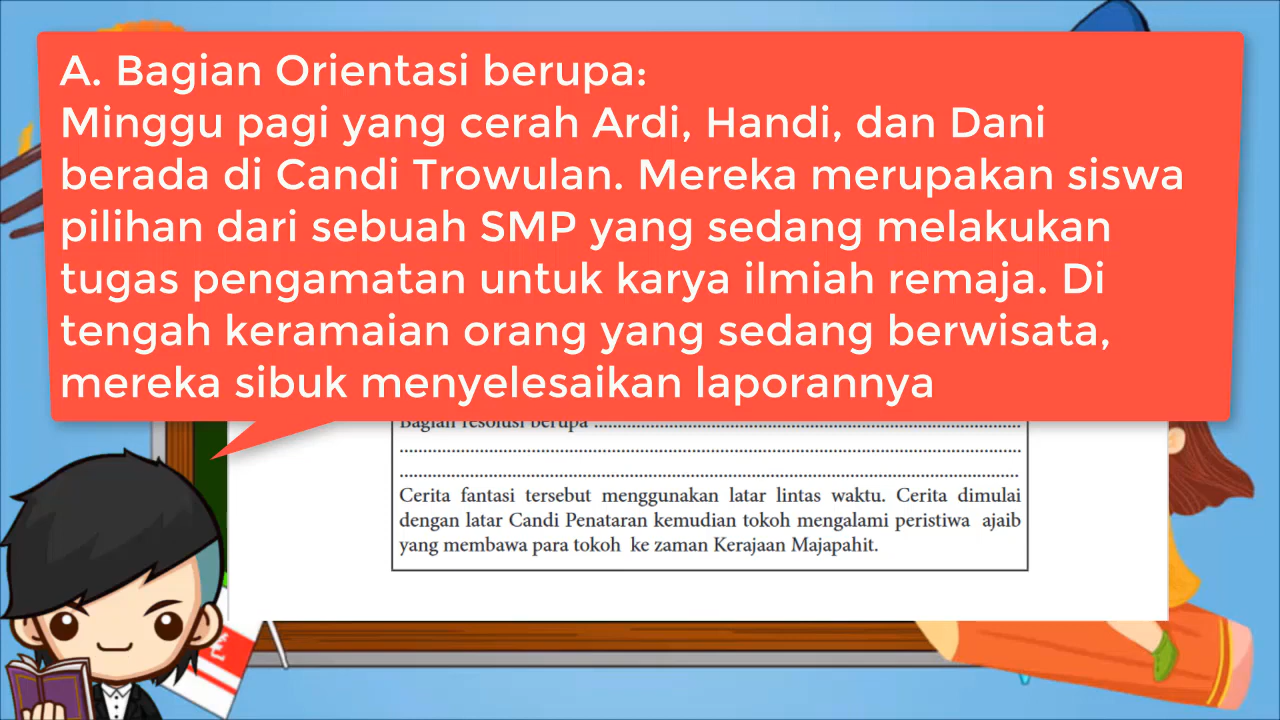 A. Bagian Orientasi berupa:
Minggu pagi yang cerah Ardi, Handi, dan Dani
berada di Candi Trowulan. Mereka merupakan siswa
pilihan dari sebuah SMP yang sedang melakukan
tugas pengamatan untuk karya ilmiah remaja. Di
tengah keramaian orang yang sedang berwisata,
mereka sibuk menyelesaikan laporannya
Bagian resolusi berupa ..........................................................................................
..........................................................................................................................
..........................................................................................................................
Cerita fantasi tersebut menggunakan latar lintas waktu. Cerita dimulai
dengan latar Candi Penataran kemudian tokoh mengalami peristiwa ajaib
yang membawa para tokoh ke zaman Kerajaan Majapahit.